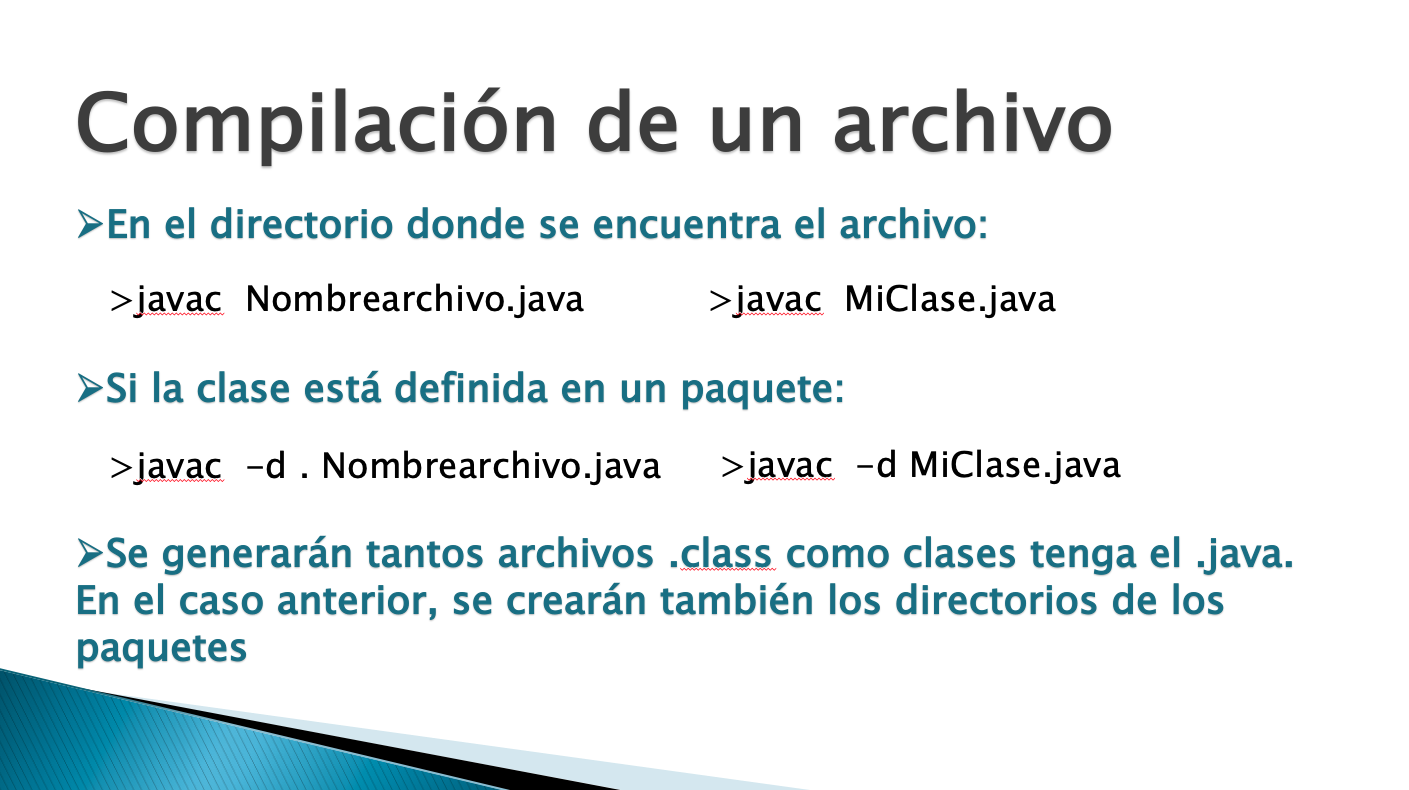 Compilación de un archivo
➢En el directorio donde se encuentra el archivo:
>javac Nombrearchivo.java >javac MiClase.java
➢Si la clase está definida en un paquete:
>javac -d . Nombrearchivo.java >javac -d MiClase.java
➢Se generarán tantos archivos .class como clases tenga el .java.
En el caso anterior, se crearán también los directorios de los
paquetes